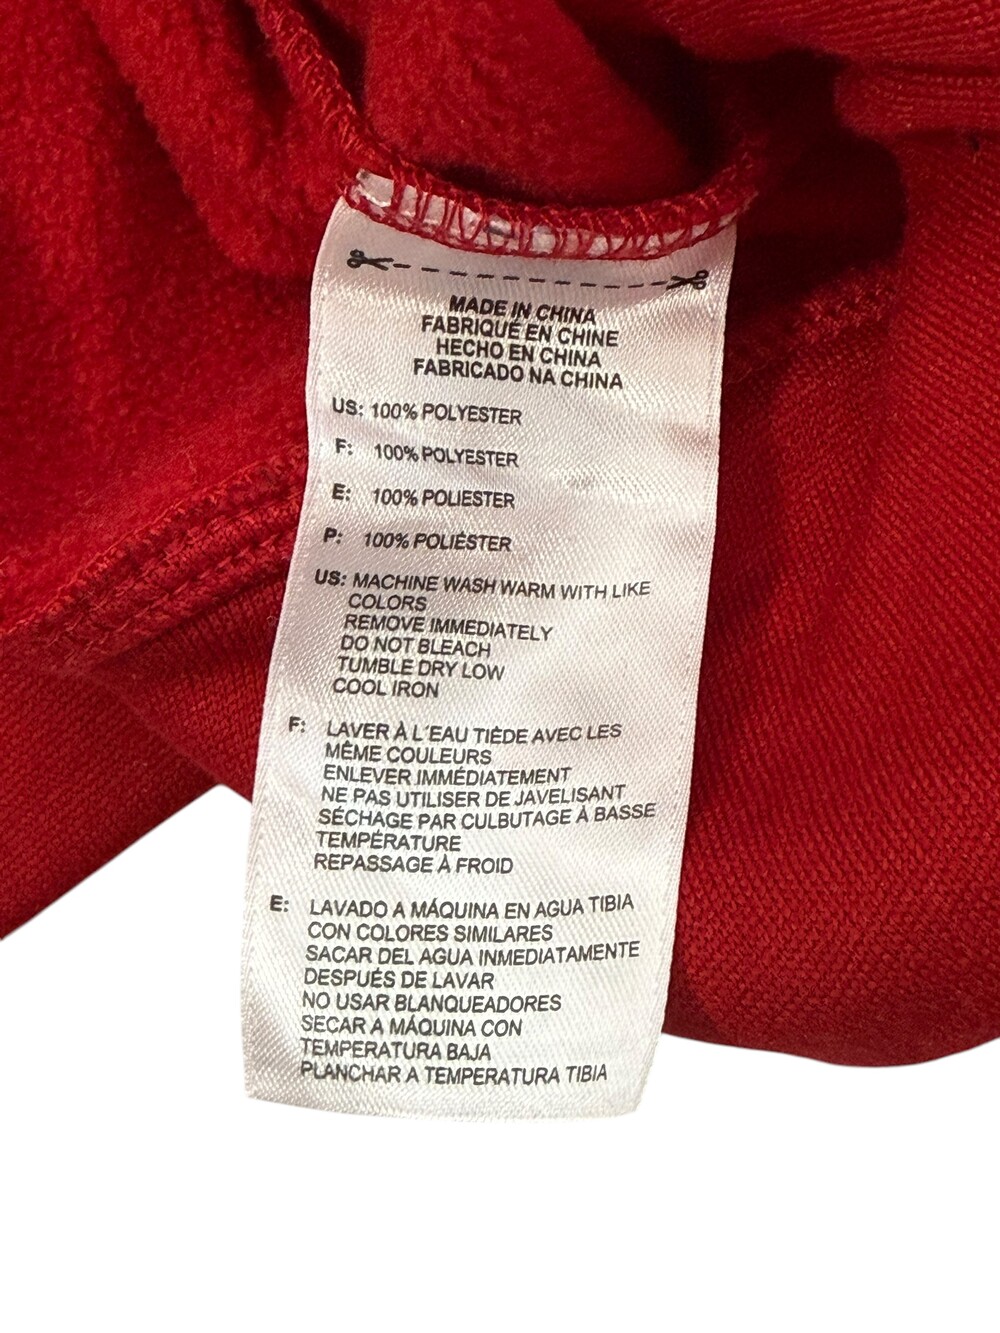 MADE IN CHINA
FABRIQUE EN CHINE
HECHO EN CHINA
FABRICADO NA CHINA
US: 100% POLYESTER
F: 100% POLYESTER
E: 100% POLIESTER
P: 100% POLIÉSTER
US: MACHINE WASH WARM WITH LIKE
COLORS
REMOVE IMMEDIATELY
DO NOT BLEACH
TUMBLE DRY LOW
COOL IRON
F: LAVER À L'EAU TIÈDE AVEC LES
MÊME COULEURS
ENLEVER IMMÉDIATEMENT
NE PAS UTILISER DE JAVELISANT
SÉCHAGE PAR CULBUTAGE À BASSE
TEMPÉRATURE
REPASSAGE À FROID
E: LAVADO A MÁQUINA EN AGUA TIBIA
CON COLORES SIMILARES
SACAR DEL AGUA INMEDIATAMENTE
DESPUÉS DE LAVAR
NO USAR BLANQUEADORES
SECAR A MÁQUINA CON
TEMPERATURA BAJA
PLANCHAR A TEMPERATURA TIBIA